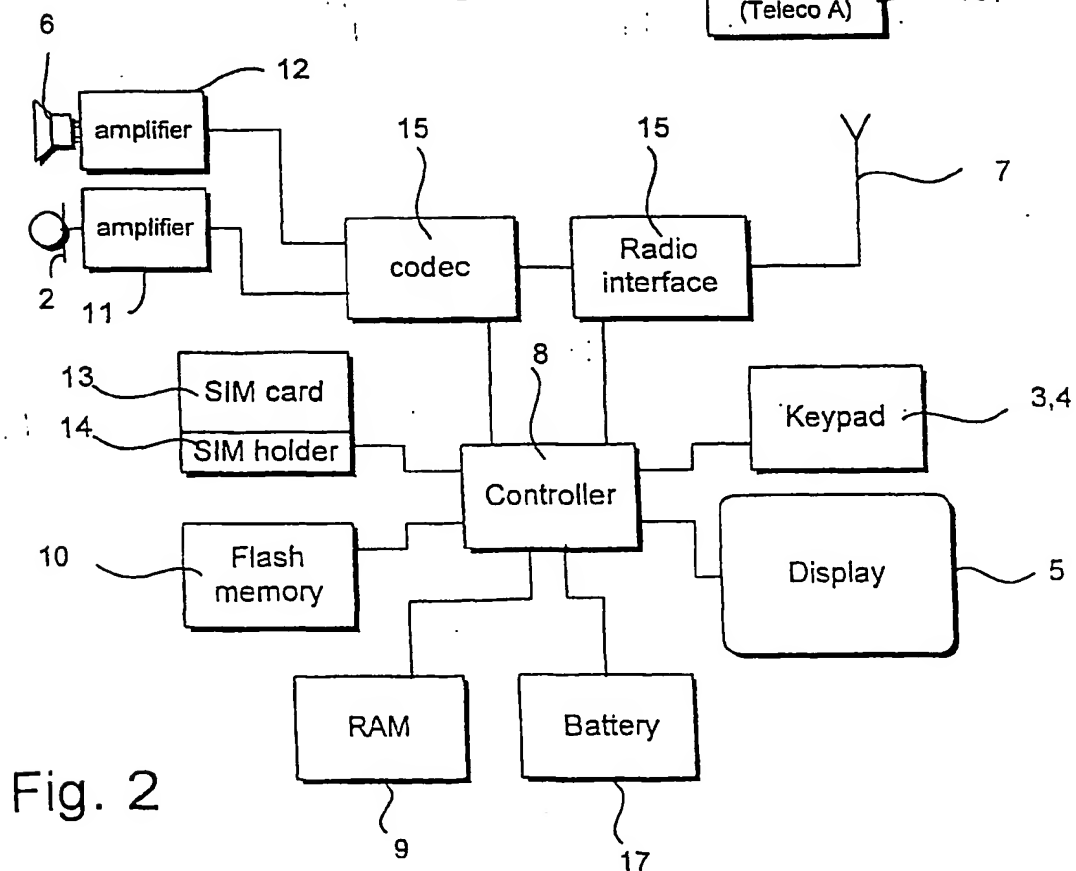 (Teleco A)
6
12
amplifier
15
15
7
amplifier
codec
Radio
interface
2
11
8
13
SIM card
14
SIM holder
Keypad
3,4
Controller
10
Flash
memory
Display
5
RAM
Battery
Fig. 2
9
17